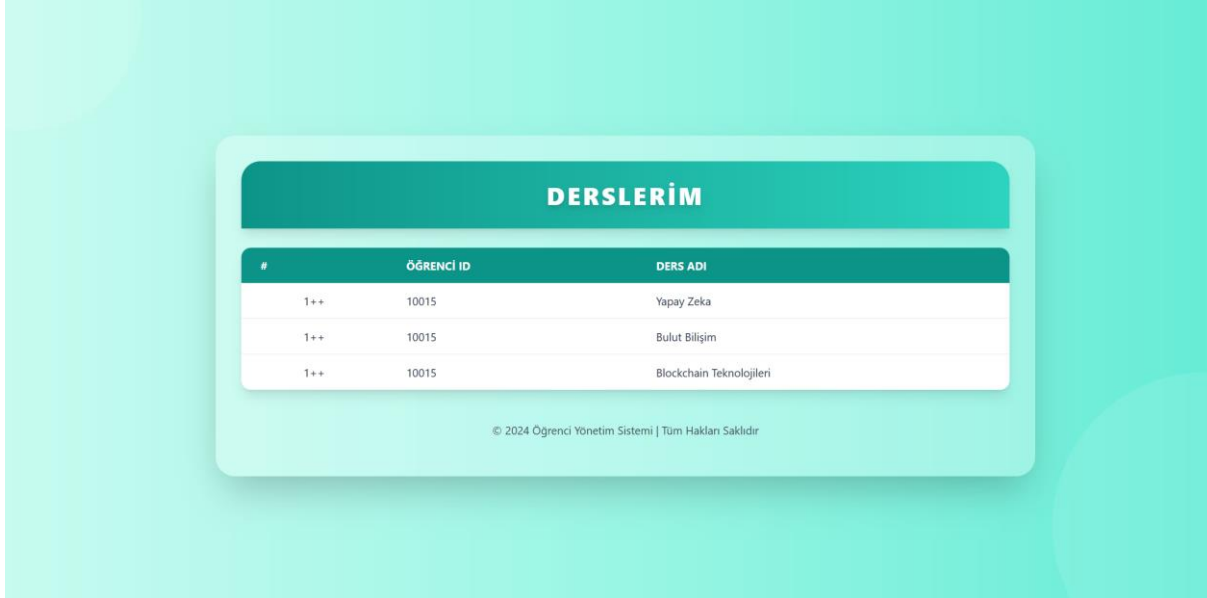 DERSLERİM
# ÖĞRENCİ ID DERS ADI
1++ 10015 Yapay Zeka
1++ 10015 Bulut Bilişim
1++ 10015 Blockchain Teknolojileri
© 2024 Öğrenci Yönetim Sistemi | Tüm Hakları Saklıdır